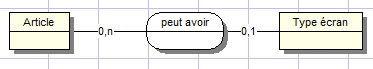 Article
peut avoir
Type écran
0,n
0,1